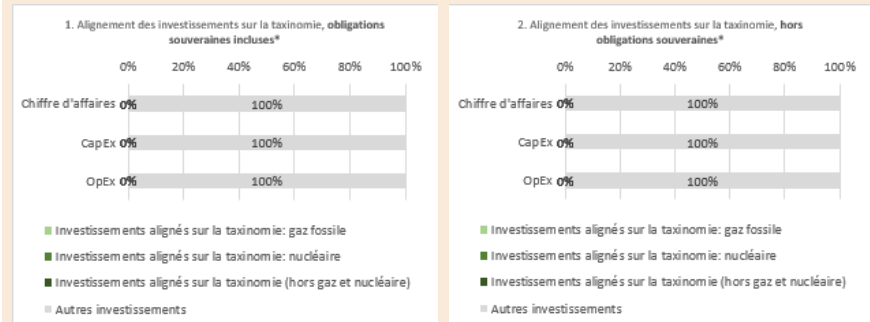 1. Alignement des investissements sur la taxinomie, obligations
souveraines incluses*
0% 20% 40% 60% 80% 100%
Chiffre d'affaires 0% 100%
CapEx 0% 100%
OpEx 0% 100%
Investissements alignés sur la taxinomie: gaz fossile
Investissements alignés sur la taxinomie: nucléaire
Investissements alignés sur la taxinomie (hors gaz et nucléaire)
Autres investissements
2. Alignement des investissements sur la taxinomie, hors
obligations souveraines*
0% 20% 40% 60% 80% 100%
Chiffre d'affaires 0% 100%
CapEx 0% 100%
OpEx 0% 100%
Investissements alignés sur la taxinomie: gaz fossile
Investissements alignés sur la taxinomie: nucléaire
Investissements alignés sur la taxinomie (hors gaz et nucléaire)
Autres investissements